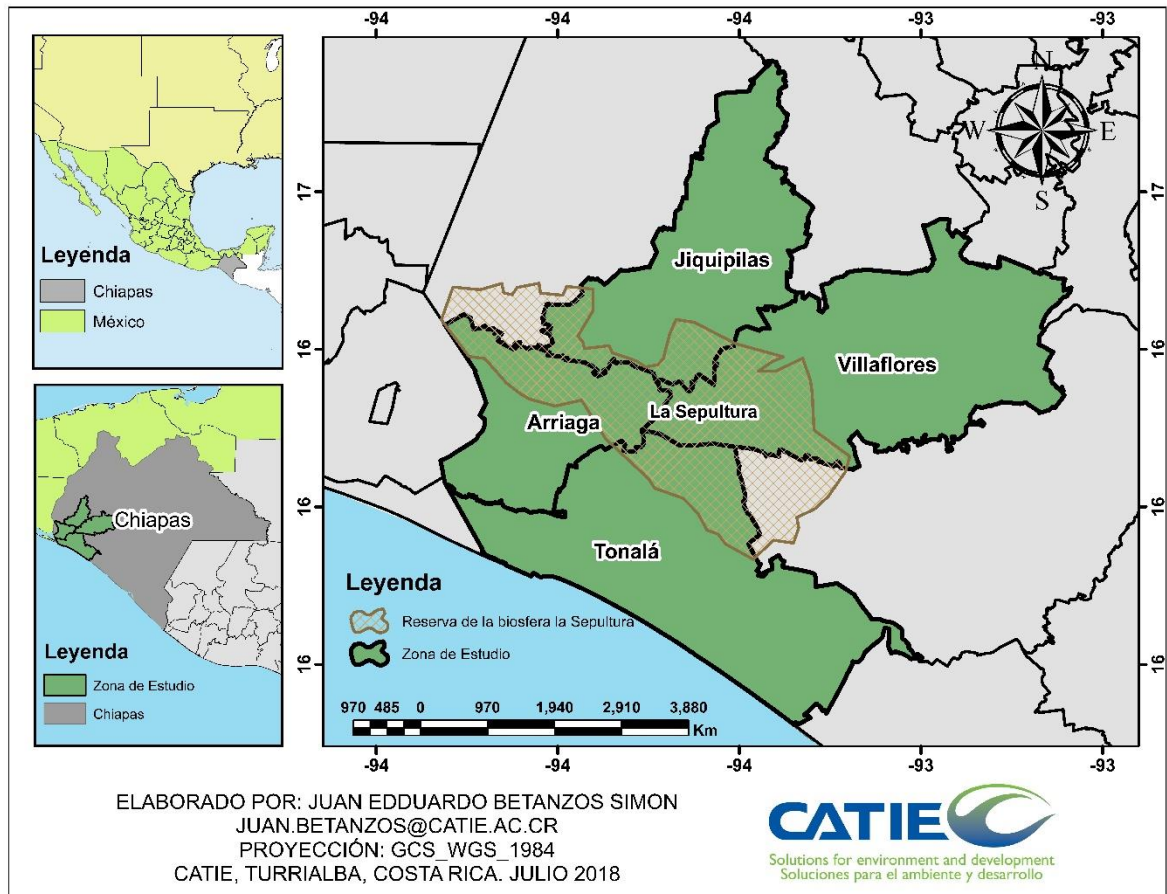 Leyenda
Chiapas
México
Chiapas
Leyenda
Zona de Estudio
Chiapas
-94 -94 -94 -93 -93
17
16
16
16
N
W E
S
Jiquipilas
Villaflores
La Sepultura
Arriaga
Tonalá
Leyenda
Reserva de la biosfera la Sepultura
Zona de Estudio
970 485 0 970 1,940 2,910 3,880
Km
17
16
16
16
-94 -94 -94 -93 -93
ELABORADO POR: JUAN EDDUARDO BETANZOS SIMON
JUAN.BETANZOS@CATIE.AC.CR
PROYECCIÓN: GCS_WGS_1984
CATIE, TURRIALBA, COSTA RICA. JULIO 2018
CATIE
Solutions for environment and development
Soluciones para el ambiente y desarrollo